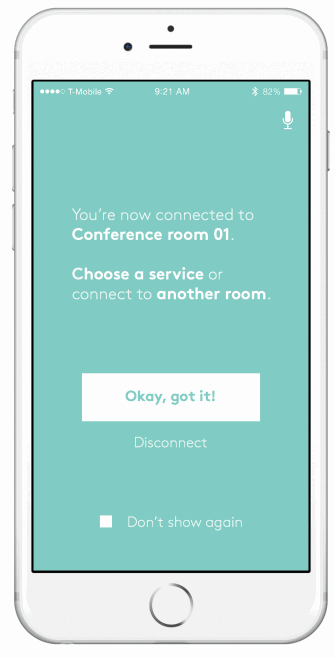 T-Mobile 9:21 AM 82%
You're now connected to
Conference room 01.
Choose a service or
connect to another room.
Okay, got it!
Disconnect
Don't show again